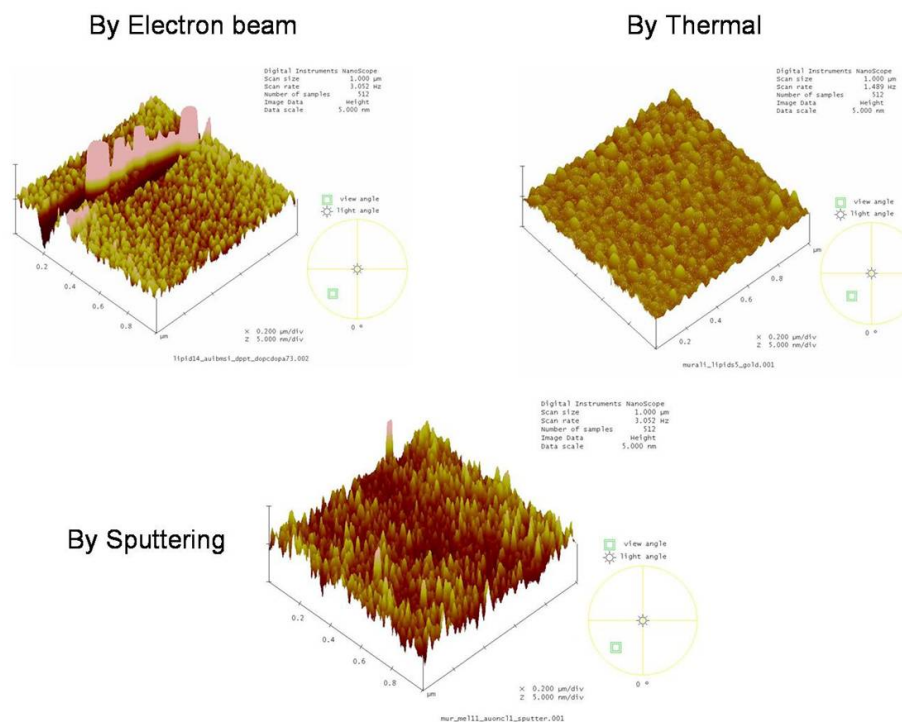 By Electron beam
Digital Instruments NanoScope
Scan size 1.000 µm
Scan rate 3.052 Hz
Number of samples 512
Image Data Height
Data scale 5.000 nm
view angle
light angle
0.2
0.4
0.6
0.8
µm
0 °
X 0.200 µm/div
Z 5.000 nm/div
lipid14_auibmsi_dppt_dopcdopa73.002
By Thermal
Digital Instruments NanoScope
Scan size 1.000 µm
Scan rate 1.489 Hz
Number of samples 512
Image Data Height
Data scale 5.000 nm
view angle
light angle
µm
0.8
0.6
0.4
0.2
0 °
X 0.200 µm/div
Z 5.000 nm/div
murali_lipids5_gold.001
By Sputtering
Digital Instruments NanoScope
Scan size 1.000 µm
Scan rate 3.052 Hz
Number of samples 512
Image Data Height
Data scale 5.000 nm
view angle
light angle
0.2
0.4
0.6
0.8
µm
0 °
X 0.200 µm/div
Z 5.000 nm/div
mur_mel11_auoncl1_sputter.001